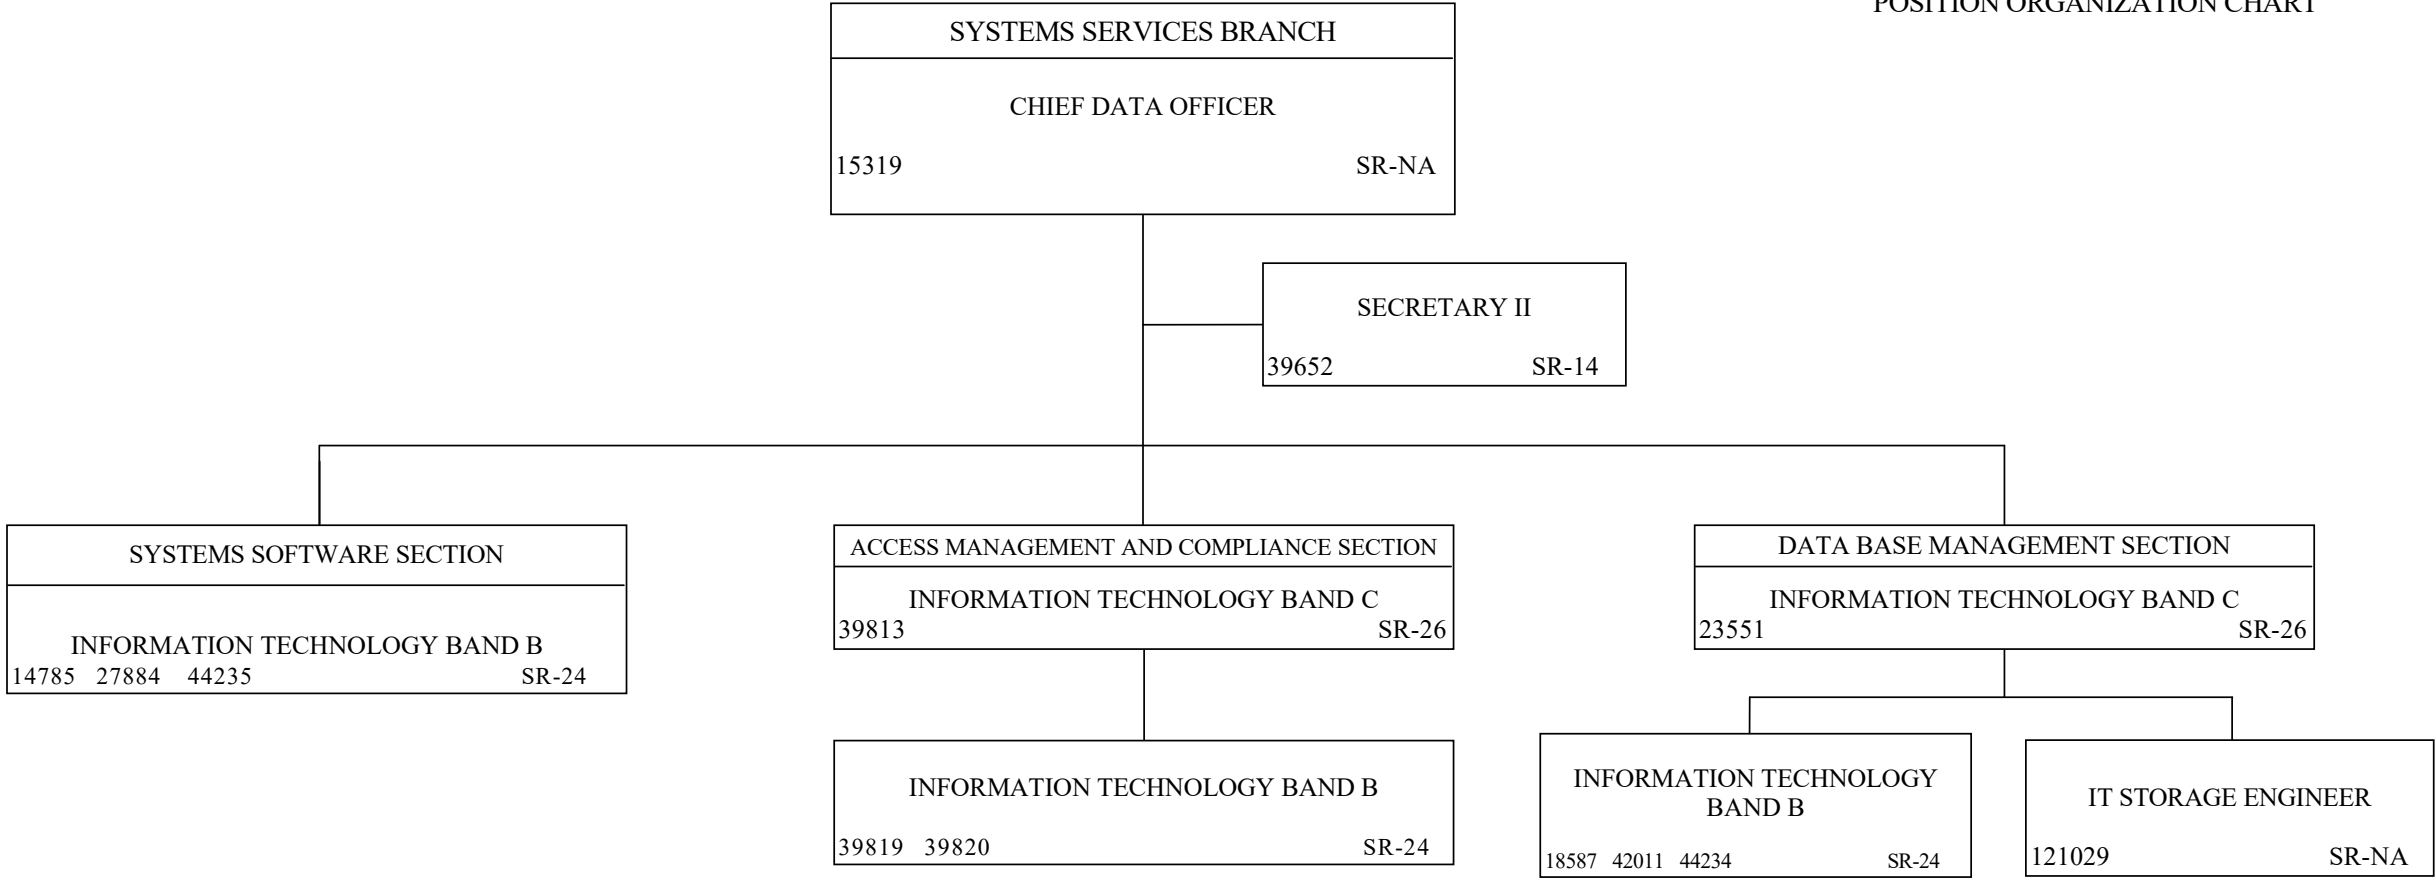 POSITION ORGANIZATION CHART
SYSTEMS SERVICES BRANCH
CHIEF DATA OFFICER
15319 SR-NA
SECRETARY II
39652 SR-14
SYSTEMS SOFTWARE SECTION
INFORMATION TECHNOLOGY BAND B
14785 27884 44235 SR-24
ACCESS MANAGEMENT AND COMPLIANCE SECTION
INFORMATION TECHNOLOGY BAND C
39813 SR-26
INFORMATION TECHNOLOGY BAND B
39819 39820 SR-24
DATA BASE MANAGEMENT SECTION
INFORMATION TECHNOLOGY BAND C
23551 SR-26
INFORMATION TECHNOLOGY
BAND B
18587 42011 44234 SR-24
IT STORAGE ENGINEER
121029 SR-NA